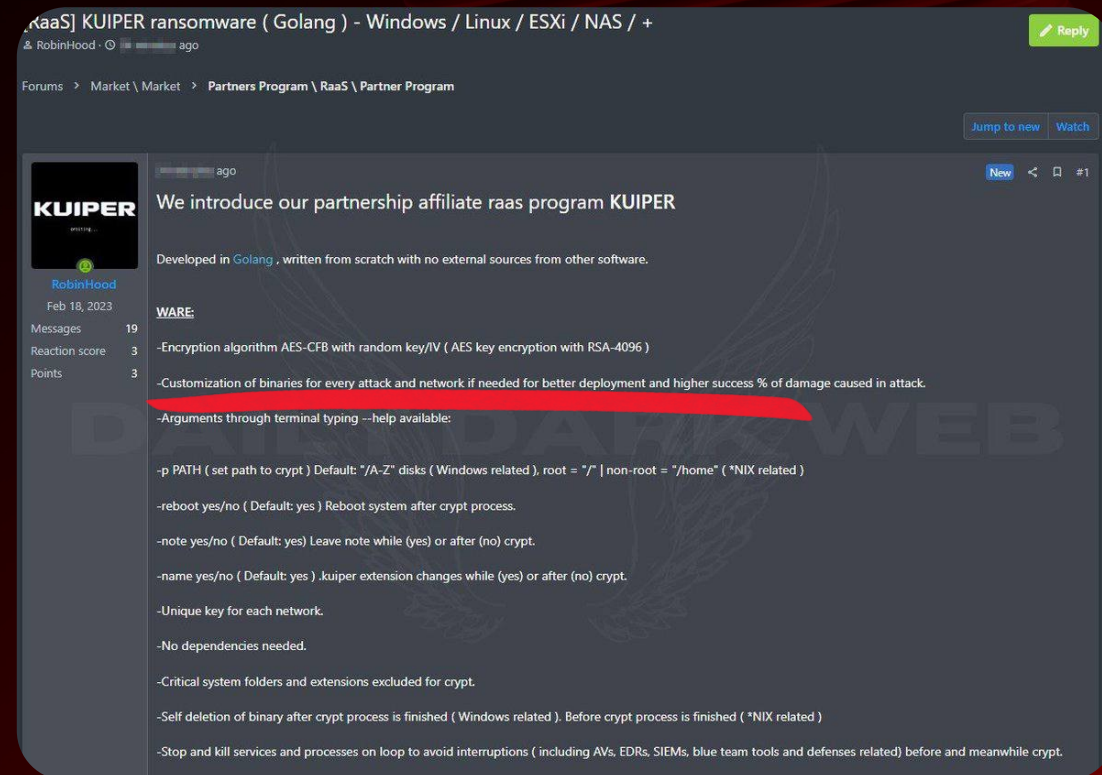 [RaaS] KUIPER ransomware ( Golang ) - Windows / Linux / ESXi / NAS / +
RobinHood · ago
Reply
Forums > Market \ Market > Partners Program \ RaaS \ Partner Program
Jump to new Watch
ago
New #1
KUIPER
We introduce our partnership affiliate raas program KUIPER
Developed in Golang , written from scratch with no external sources from other software.
RobinHood
Feb 18, 2023
Messages 19
Reaction score 3
Points 3
WARE:
-Encryption algorithm AES-CFB with random key/IV ( AES key encryption with RSA-4096 )
-Customization of binaries for every attack and network if needed for better deployment and higher success % of damage caused in attack.
-Arguments through terminal typing --help available:
DAILY DARK WEB
-p PATH ( set path to crypt ) Default: "/A-Z" disks ( Windows related ), root = "/" | non-root = "/home" ( *NIX related )
-reboot yes/no ( Default: yes ) Reboot system after crypt process.
-note yes/no ( Default: yes) Leave note while (yes) or after (no) crypt.
-name yes/no ( Default: yes ) .kuiper extension changes while (yes) or after (no) crypt.
-Unique key for each network.
-No dependencies needed.
-Critical system folders and extensions excluded for crypt.
-Self deletion of binary after crypt process is finished ( Windows related ). Before crypt process is finished ( *NIX related )
-Stop and kill services and processes on loop to avoid interruptions ( including AVs, EDRs, SIEMs, blue team tools and defenses related) before and meanwhile crypt.